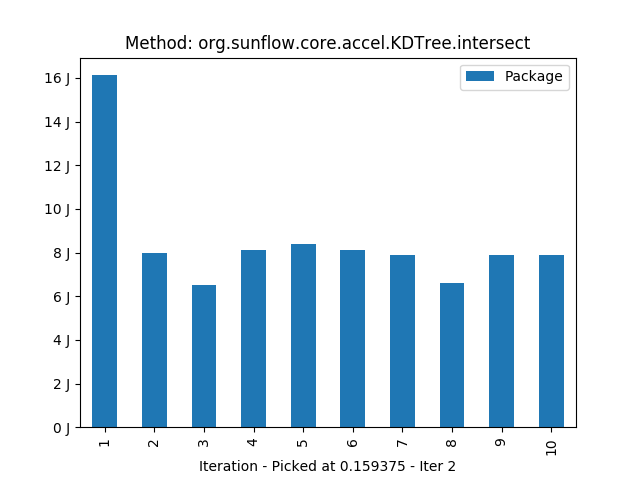 Method: org.sunflow.core.accel.KDTree.intersect
Package
16 J
14 J
12 J
10 J
8 J
6 J
4 J
2 J
0 J
1 2 3 4 5 6 7 8 9 10
Iteration - Picked at 0.159375 - Iter 2